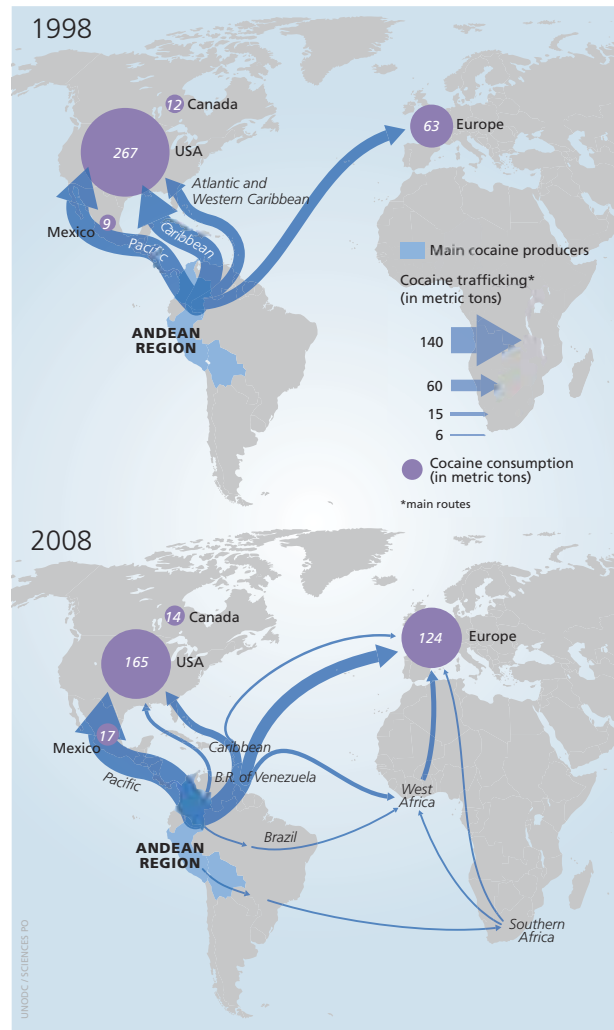 1998
12
Canada
267
USA
63
Europe
Atlantic and
Western Caribbean
Mexico
9
Pacific
Caribbean
ANDEAN
REGION
Main cocaine producers
Cocaine trafficking*
(in metric tons)
140
60
15
6
Cocaine consumption
(in metric tons)
*main routes
2008
14
Canada
165
USA
124
Europe
Mexico
17
Pacific
Caribbean
B.R. of Venezuela
West
Africa
Brazil
ANDEAN
REGION
Southern
Africa
UNODC / SCIENCES PO